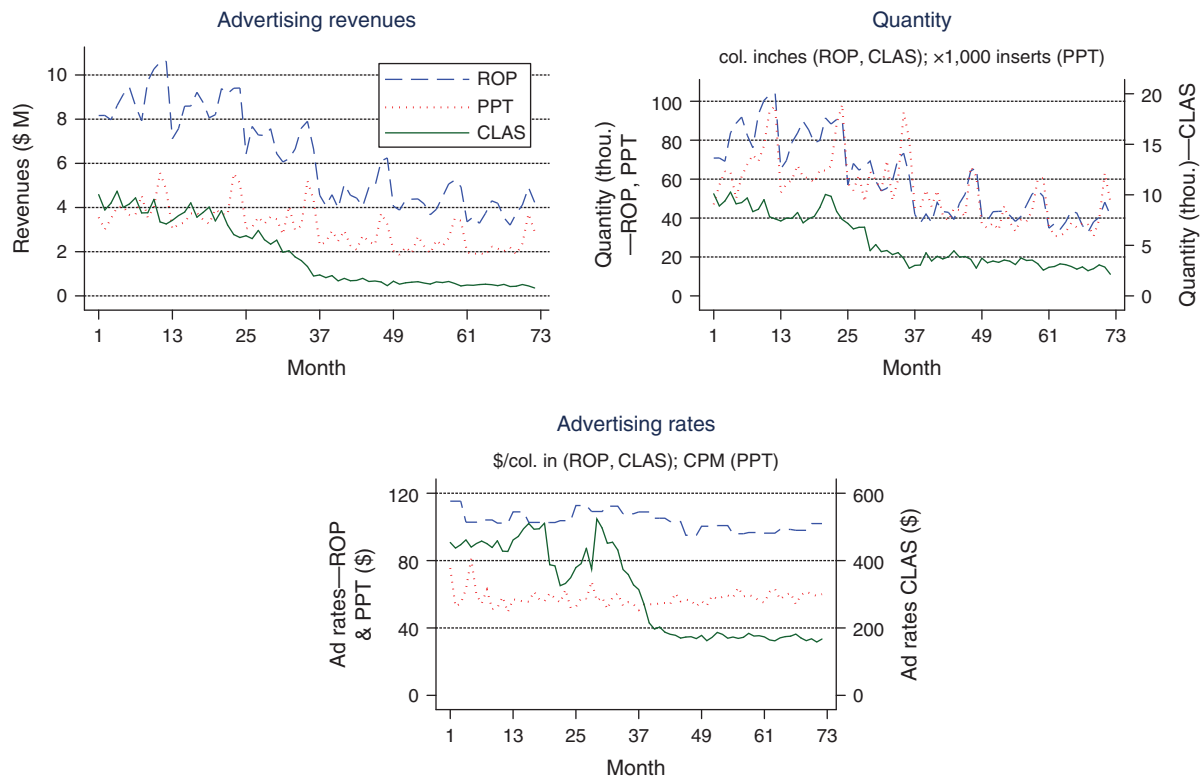 Advertising revenues
Revenues ($ M)
10
8
6
4
2
0
ROP
PPT
CLAS
1 13 25 37 49 61 73
Month
Quantity
col. inches (ROP, CLAS); ×1,000 inserts (PPT)
Quantity (thou.)
—ROP, PPT
100
80
60
40
20
0
20
15
10
5
0
Quantity (thou.)—CLAS
1 13 25 37 49 61 73
Month
Advertising rates
$/col. in (ROP, CLAS); CPM (PPT)
Ad rates—ROP
& PPT ($)
120
80
40
0
600
400
200
0
Ad rates CLAS ($)
1 13 25 37 49 61 73
Month